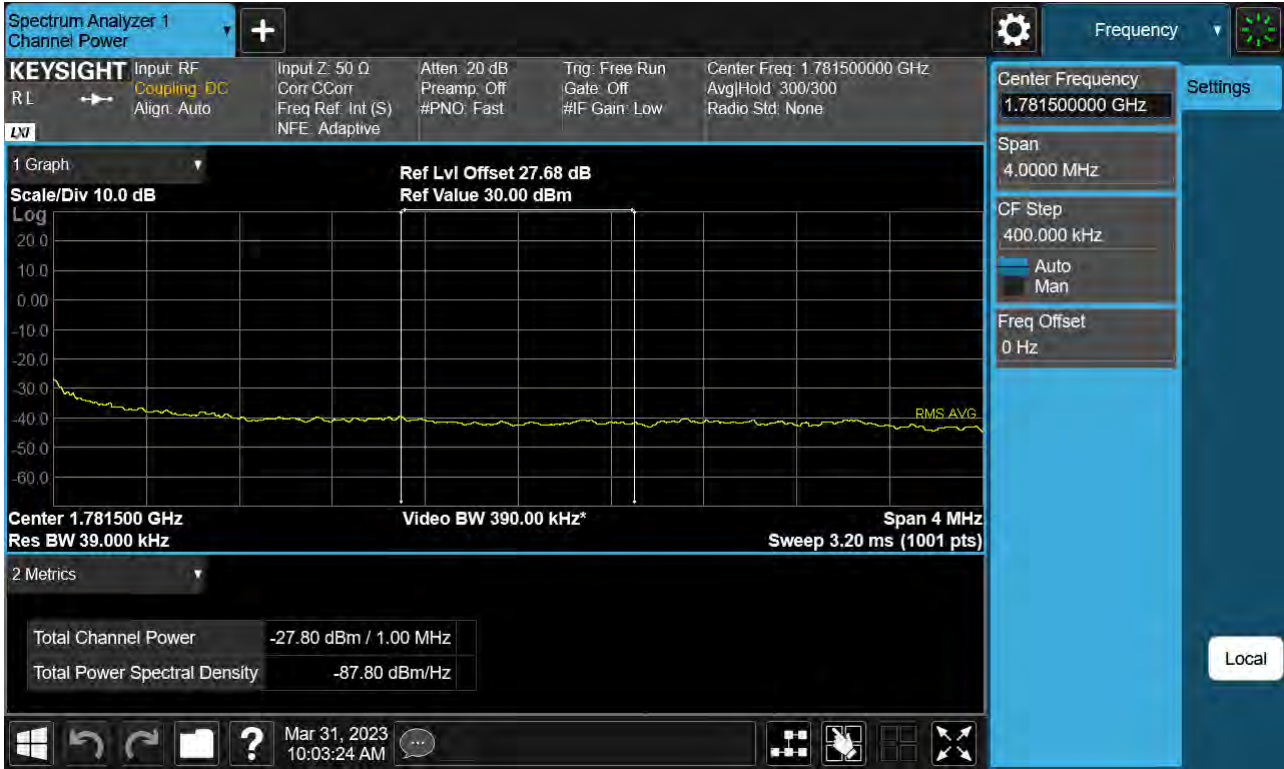 Spectrum Analyzer 1
Channel Power
+
Frequency
KEYSIGHT
R L
LXI
Input: RF
Coupling: DC
Align: Auto
Input Z: 50 Ω
Corr CCorr
Freq Ref: Int (S)
NFE: Adaptive
Atten: 20 dB
Preamp: Off
#PNO: Fast
Trig: Free Run
Gate: Off
#IF Gain: Low
Center Freq: 1.781500000 GHz
Avg|Hold: 300/300
Radio Std: None
Center Frequency
1.781500000 GHz
Settings
Span
4.0000 MHz
CF Step
400.000 kHz
Auto
Man
Freq Offset
0 Hz
Local
1 Graph
Scale/Div 10.0 dB
Ref Lvl Offset 27.68 dB
Ref Value 30.00 dBm
Log
20.0
10.0
0.00
-10.0
-20.0
-30.0
-40.0
-50.0
-60.0
RMS AVG
Center 1.781500 GHz
Video BW 390.00 kHz*
Span 4 MHz
Res BW 39.000 kHz
Sweep 3.20 ms (1001 pts)
2 Metrics
Total Channel Power -27.80 dBm / 1.00 MHz
Total Power Spectral Density -87.80 dBm/Hz
?
Mar 31, 2023
10:03:24 AM